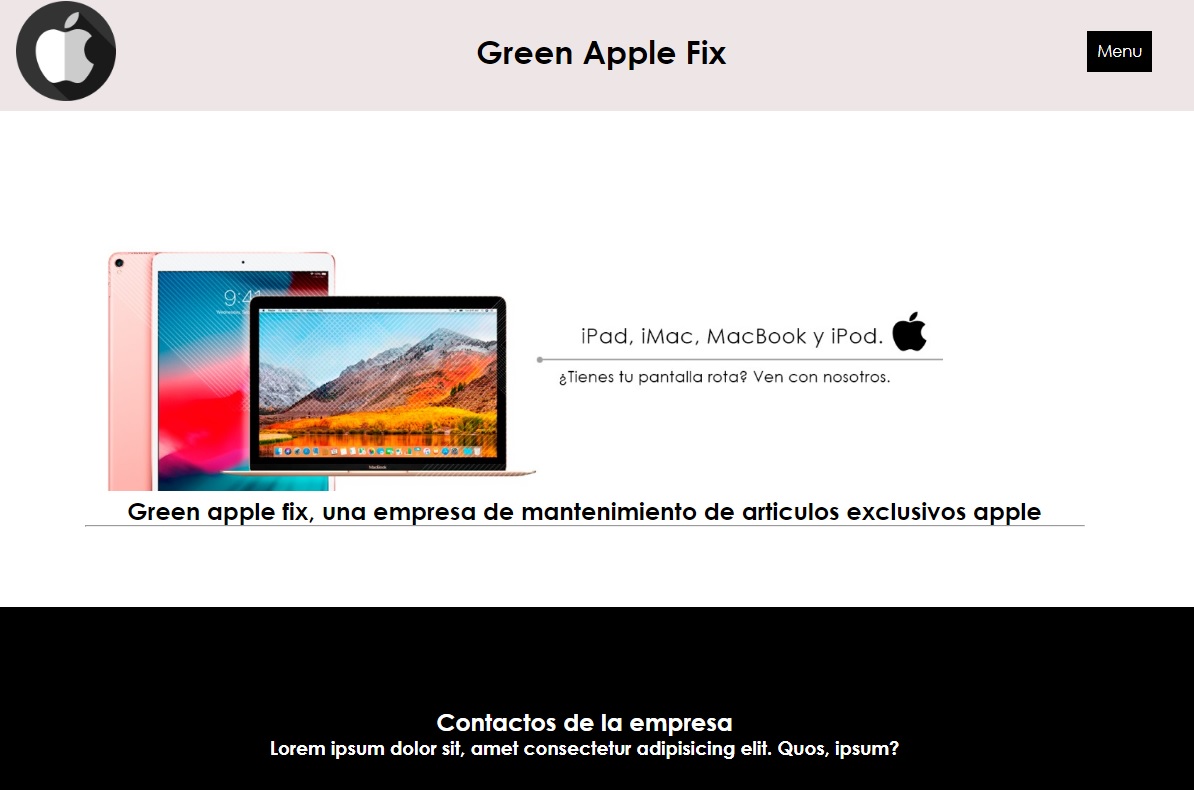 Green Apple Fix
Menu
9:41
iPad, iMac, MacBook y iPod.
¿Tienes tu pantalla rota? Ven con nosotros.
MacBook
Green apple fix, una empresa de mantenimiento de articulos exclusivos apple
Contactos de la empresa
Lorem ipsum dolor sit, amet consectetur adipisicing elit. Quos, ipsum?